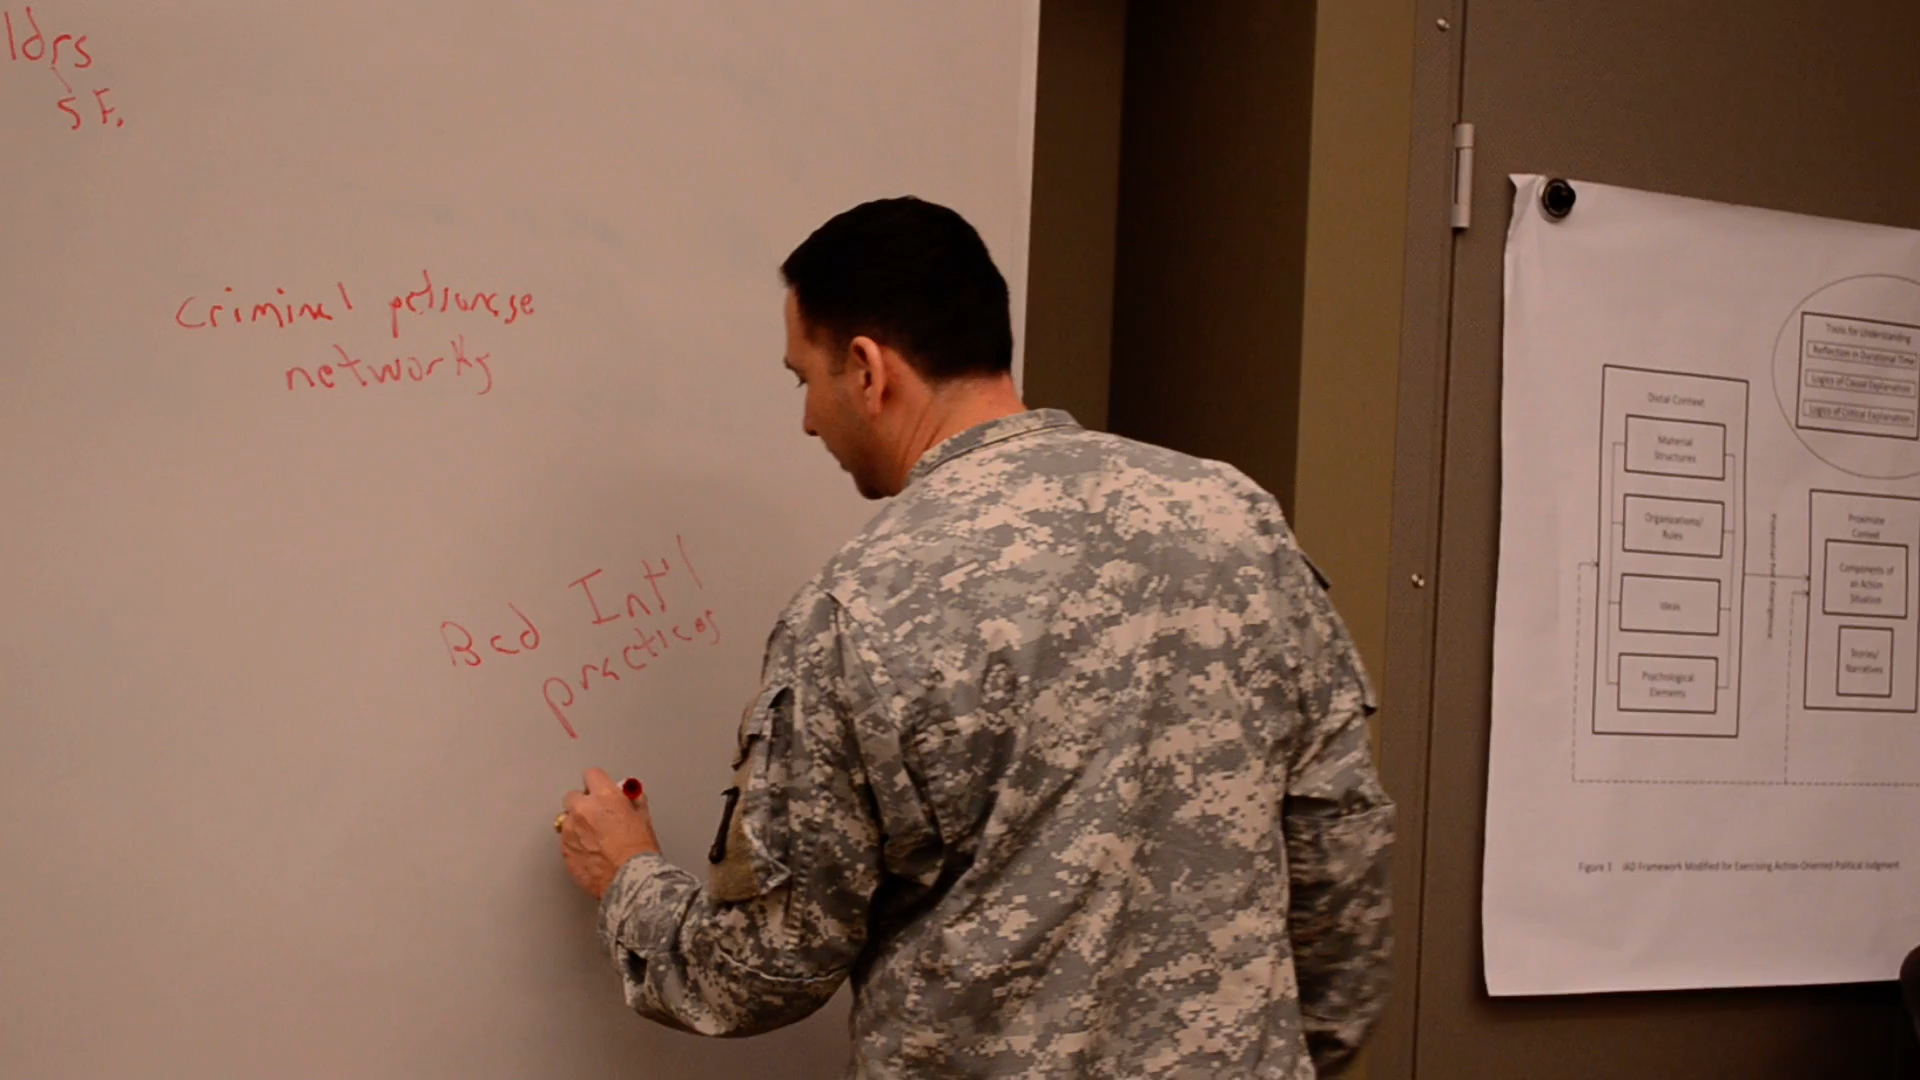 ldrs
S F.
Criminal patronage
networks
Bad Int'l
practices
Tools for Understanding
Reflection in Durational Time
Logics of Causal Explanation
Logics of Critical Explanation
Distal Context
Material
Structures
Organizations/
Rules
Ideas
Psychological
Elements
Proximate
Context
Components of
an Action
Situation
Stories/
Narratives
Figure 1 IAD Framework Modified for Exercising Action-Oriented Political Judgment